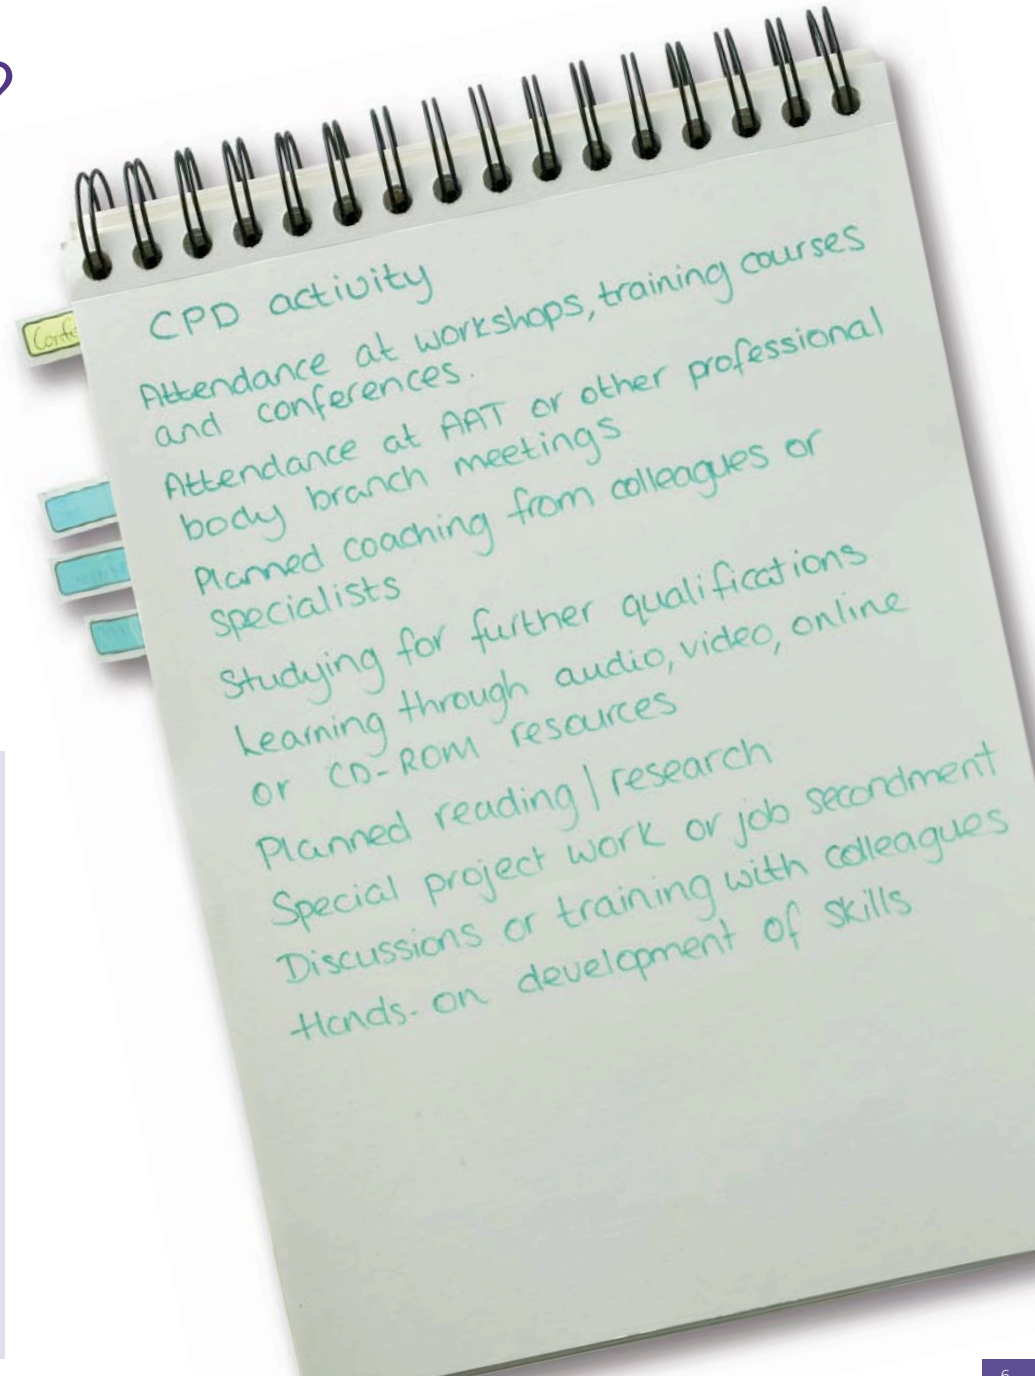 CPD activity
Attendance at workshops, training courses
and conferences.
Attendance at AAT or other professional
body branch meetings
Planned coaching from colleagues or
specialists
Studying for further qualifications
Learning through audio, video, online
or CD-ROM resources
Planned reading / research
Special project work or job secondment
Discussions or training with colleagues
Hands-on development of skills
6